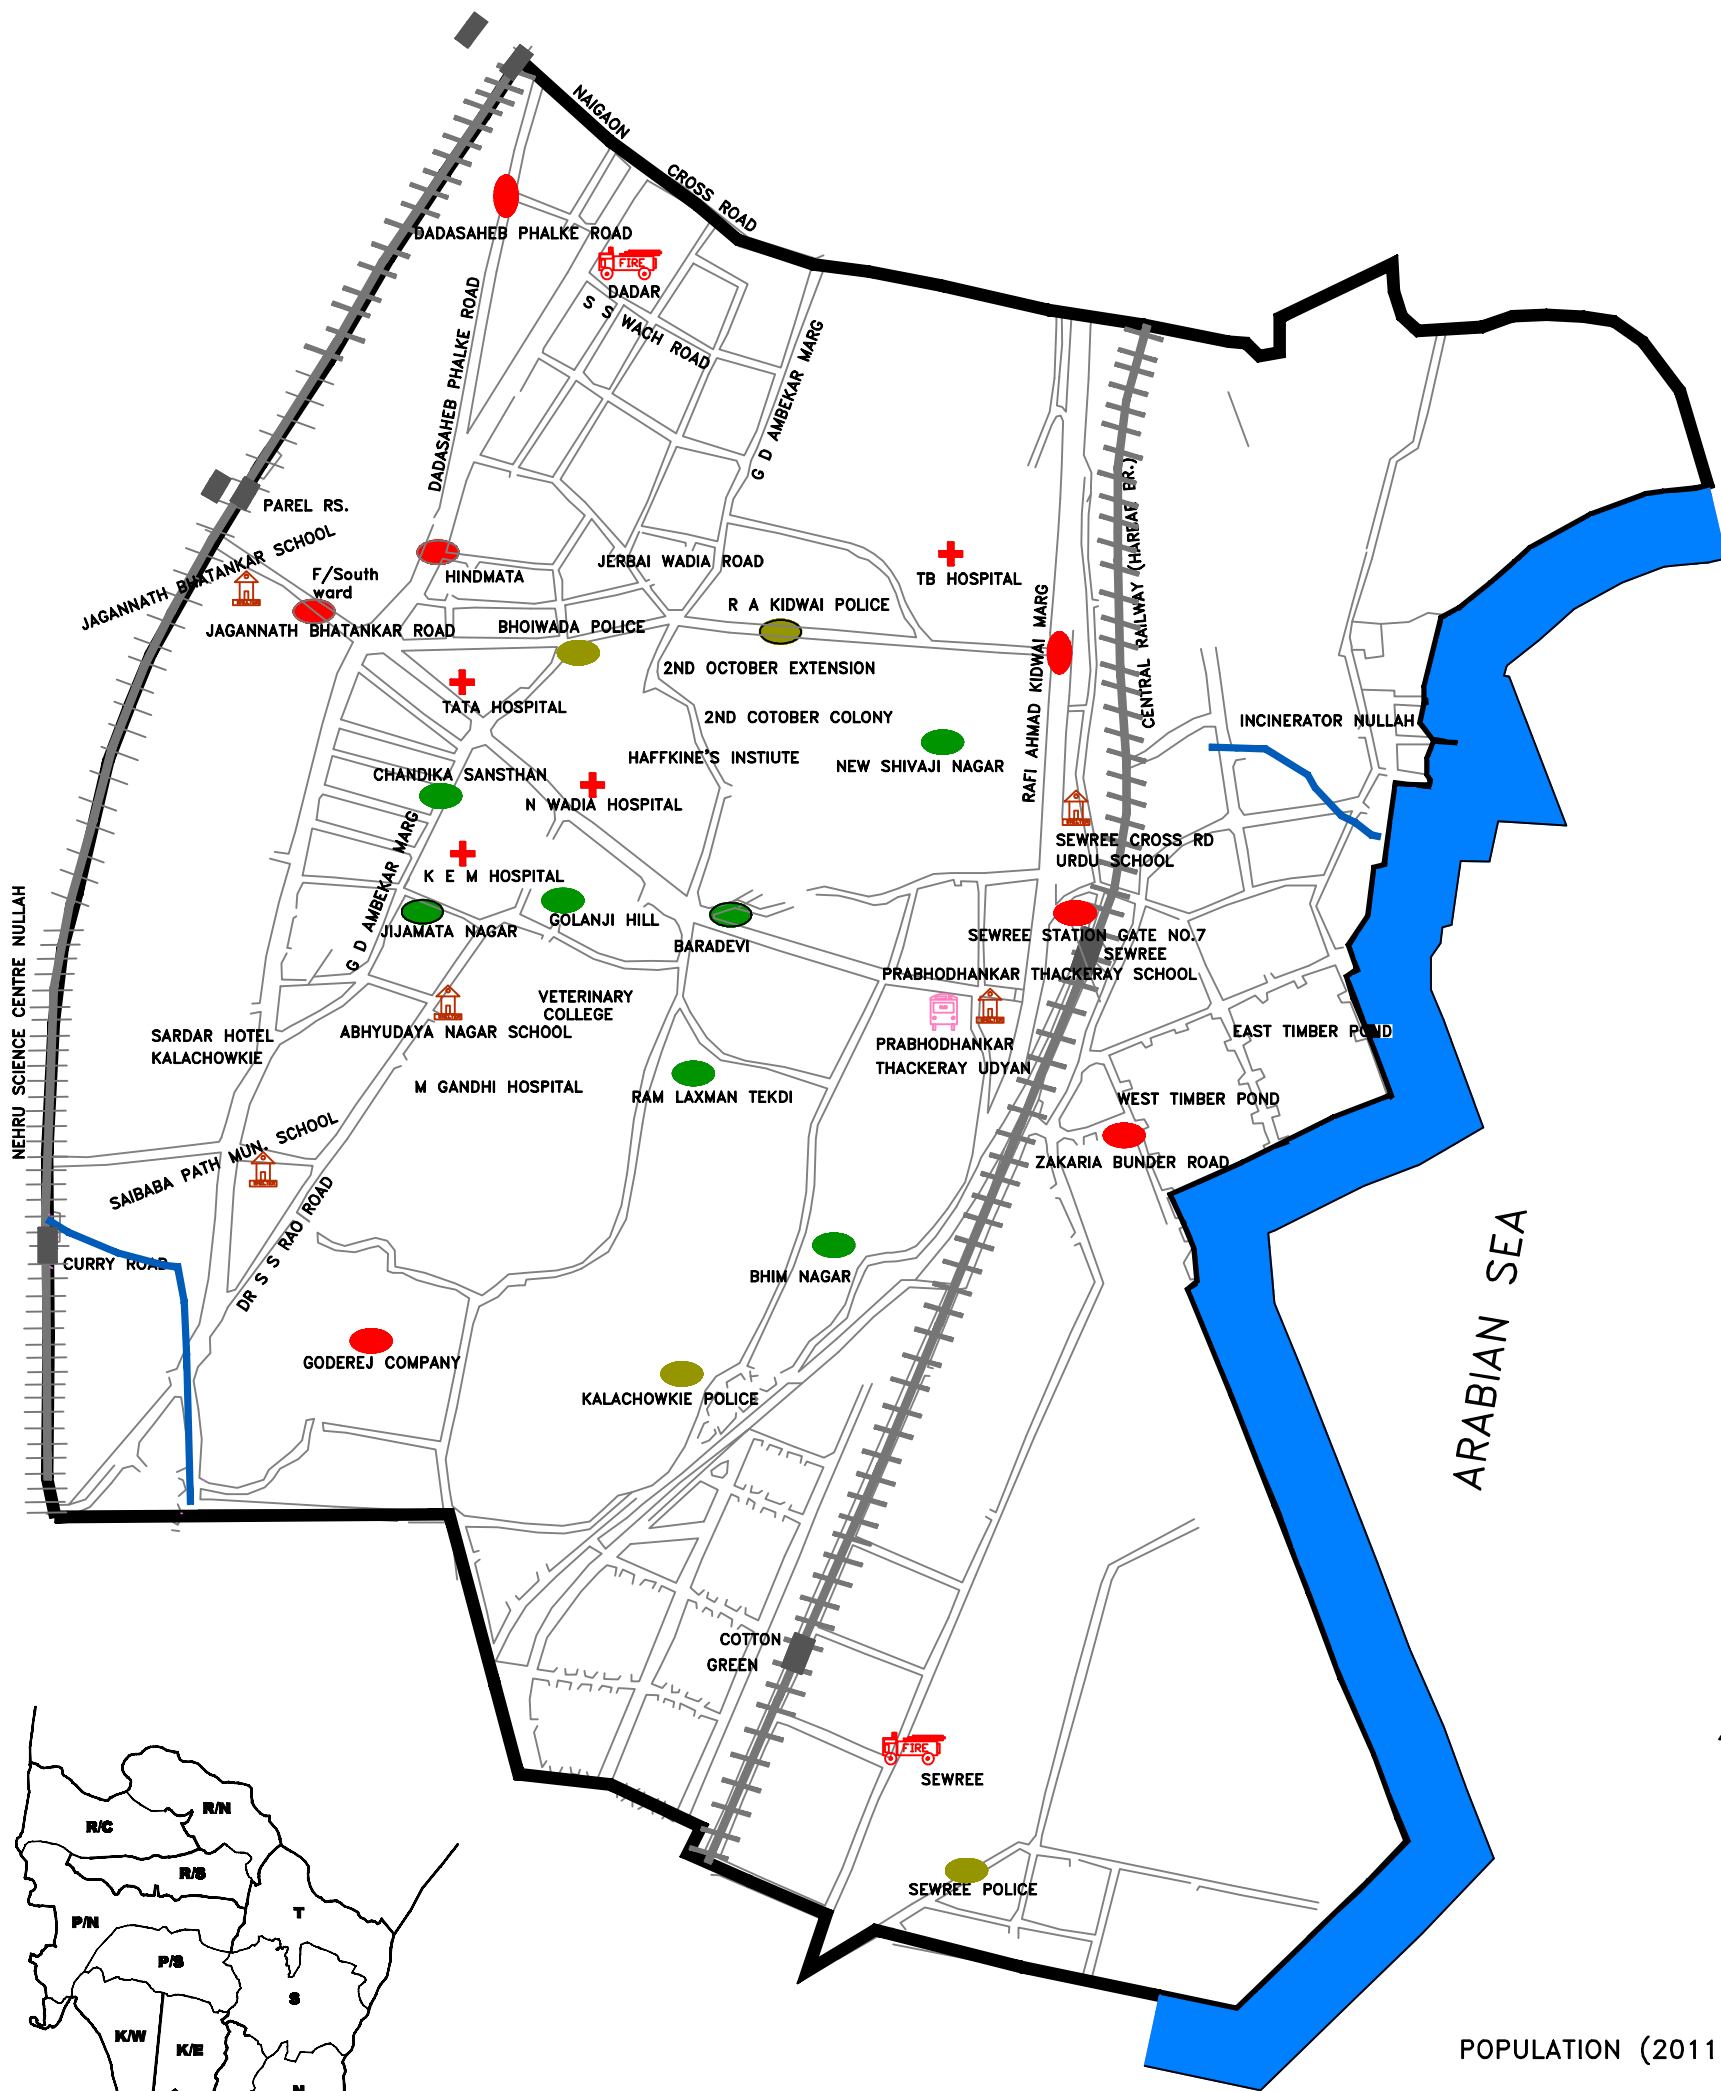 NAIGAON
CROSS ROAD
DADASAHEB PHALKE ROAD
FIRE
DADAR
S S WACH ROAD
DADASAHEB PHALKE ROAD
G D AMBEKAR MARG
PAREL RS.
JAGANNATH BHATANKAR SCHOOL
F/South
ward
HINDMATA
JERBAI WADIA ROAD
TB HOSPITAL
CENTRAL RAILWAY (HARBAR BR.)
JAGANNATH BHATANKAR ROAD
BHOIWADA POLICE
R A KIDWAI POLICE
RAFI AHMAD KIDWAI MARG
2ND OCTOBER EXTENSION
TATA HOSPITAL
2ND COTOBER COLONY
INCINERATOR NULLAH
HAFFKINE'S INSTIUTE
NEW SHIVAJI NAGAR
CHANDIKA SANSTHAN
N WADIA HOSPITAL
SEWREE CROSS RD
URDU SCHOOL
K E M HOSPITAL
G D AMBEKAR MARG
GOLANJI HILL
JIJAMATA NAGAR
BARADEVI
SEWREE STATION GATE NO.7
SEWREE
PRABHODHANKAR THACKERAY SCHOOL
NEHRU SCIENCE CENTRE NULLAH
VETERINARY
COLLEGE
SARDAR HOTEL
KALACHOWKIE
ABHYUDAYA NAGAR SCHOOL
PRABHODHANKAR
THACKERAY UDYAN
EAST TIMBER POND
M GANDHI HOSPITAL
RAM LAXMAN TEKDI
WEST TIMBER POND
SAIBABA PATH MUN. SCHOOL
ZAKARIA BUNDER ROAD
DR S S RAO ROAD
CURRY ROAD
BHIM NAGAR
ARABIAN SEA
GODEREJ COMPANY
KALACHOWKIE POLICE
COTTON
GREEN
FIRE
SEWREE
SEWREE POLICE
R/N
R/C
R/S
P/N
T
P/S
S
K/W
K/E
N
POPULATION (2011